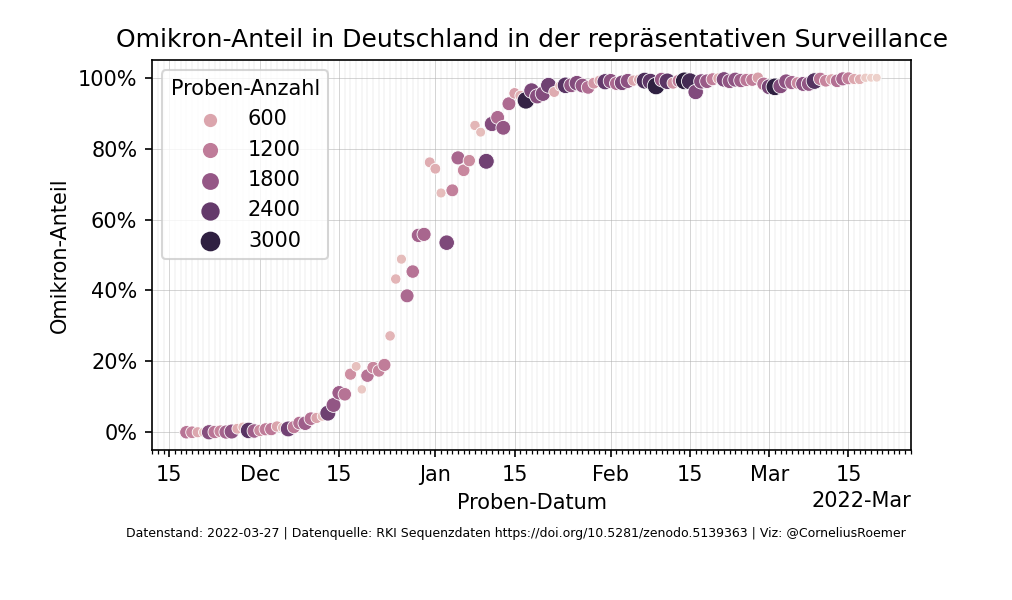 Omikron-Anteil in Deutschland in der repräsentativen Surveillance
Proben-Anzahl
600
1200
1800
2400
3000
Omikron-Anteil
100%
80%
60%
40%
20%
0%
15 Dec 15 Jan 15 Feb 15 Mar 15
Proben-Datum
2022-Mar
Datenstand: 2022-03-27 | Datenquelle: RKI Sequenzdaten https://doi.org/10.5281/zenodo.5139363 | Viz: @CorneliusRoemer